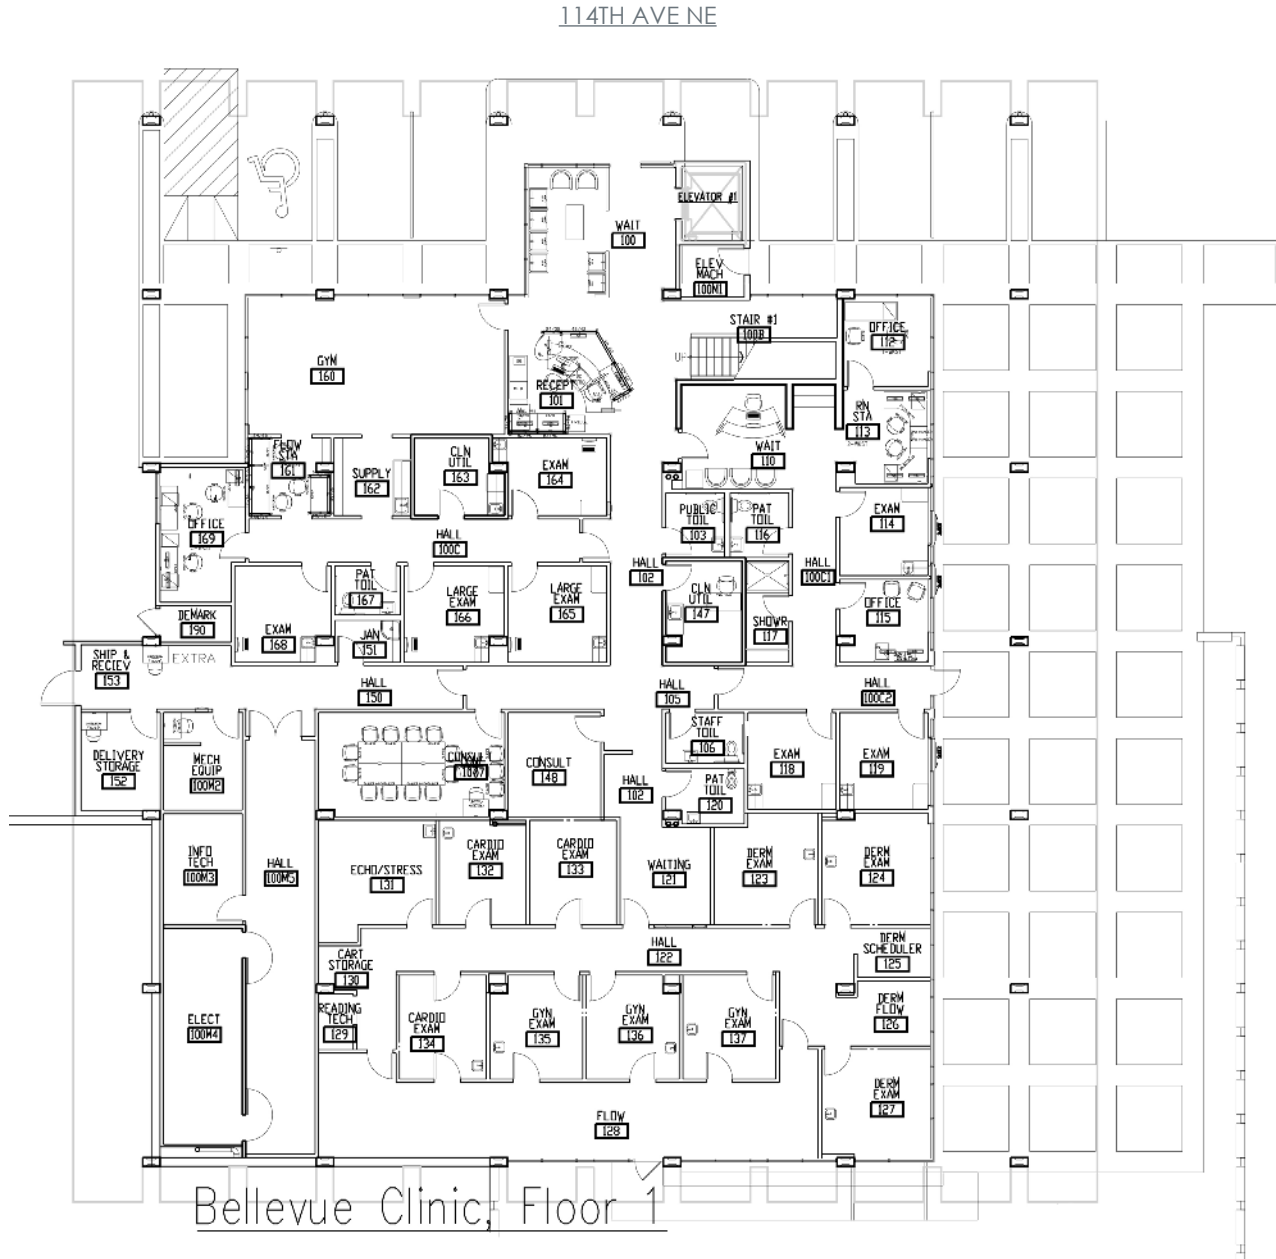 114TH AVE NE
ELEVATOR #1
WAIT
100
ELEV
MACH
100M1
STAIR #1
100B
OFFICE
112
GYM
160
UP
RECEPT
101
RN
STA
113
FLOW
STA
161
SUPPLY
162
CLN
UTIL
163
EXAM
164
WAIT
110
OFFICE
169
HALL
100C
PUBLIC
TOIL
103
PAT
TOIL
116
EXAM
114
HALL
102
HALL
100C1
PAT
TOIL
167
LARGE
EXAM
166
LARGE
EXAM
165
CLN
UTIL
147
OFFICE
115
DEMARK
190
EXAM
168
JAN
151
SHOWR
117
SHIP &
RECIEV
153
EXTRA
HALL
150
HALL
105
HALL
100C2
DELIVERY
STORAGE
152
MECH
EQUIP
100M2
CONSULT
148
STAFF
TOIL
106
EXAM
118
EXAM
119
HALL
102
PAT
TOIL
120
INFO
TECH
100M3
HALL
100M5
ECHO/STRESS
131
CARDIO
EXAM
132
CARDIO
EXAM
133
WAITING
121
DERM
EXAM
123
DERM
EXAM
124
HALL
122
DERM
SCHEDULER
125
CART
STORAGE
130
READING
TECH
129
ELECT
100M4
CARDIO
EXAM
134
GYN
EXAM
135
GYN
EXAM
136
GYN
EXAM
137
DERM
FLOW
126
FLOW
128
DERM
EXAM
127
Bellevue Clinic, Floor 1